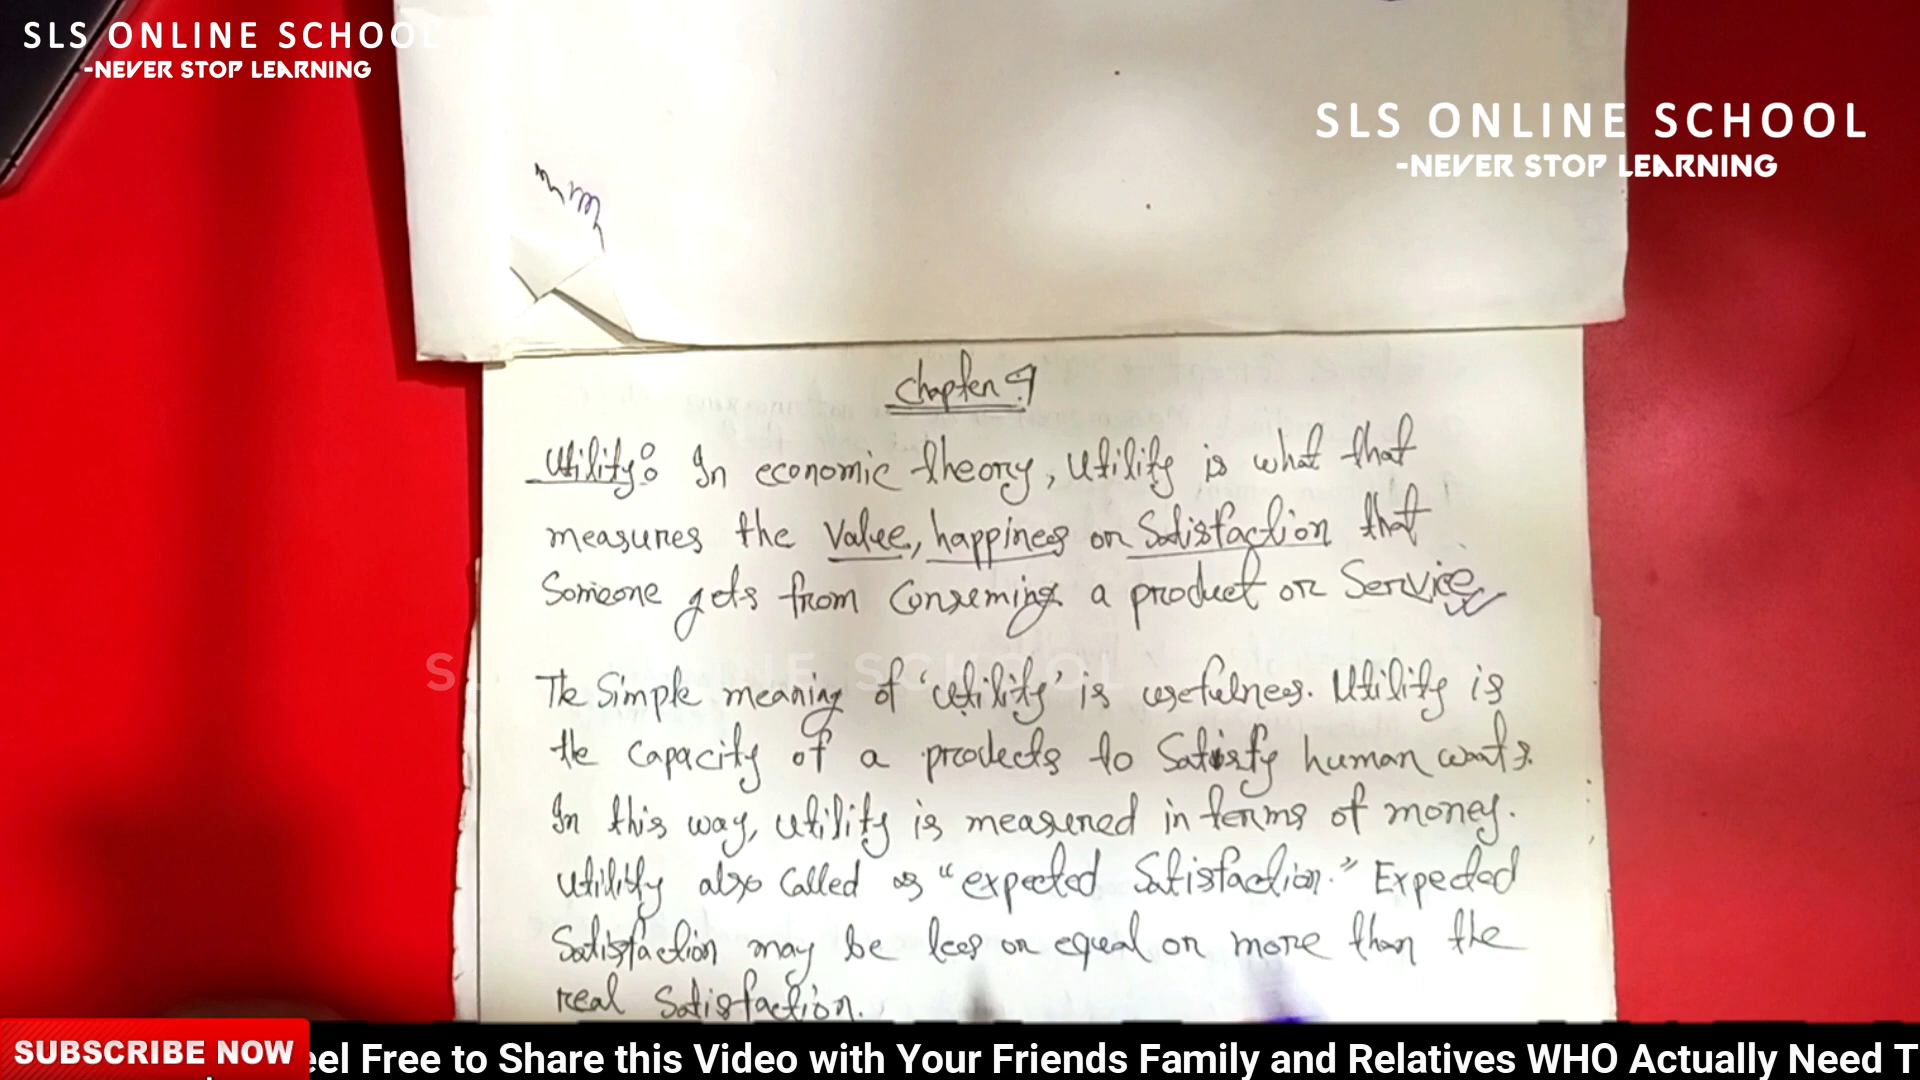 SLS ONLINE SCHOOL
-NEVER STOP LEARNING
SLS ONLINE SCHOOL
-NEVER STOP LEARNING
Chapter 9
Utility: In economic theory, utility is what that
measures the value, happiness or satisfaction that
someone gets from consuming a product or service
The simple meaning of 'utility' is usefulness. Utility is
the capacity of a products to satisfy human wants.
In this way, utility is measured in terms of money.
Utility also called as "expected satisfaction." Expected
satisfaction may be less or equal or more than the
real satisfaction.
SUBSCRIBE NOW
eel Free to Share this Video with Your Friends Family and Relatives WHO Actually Need T